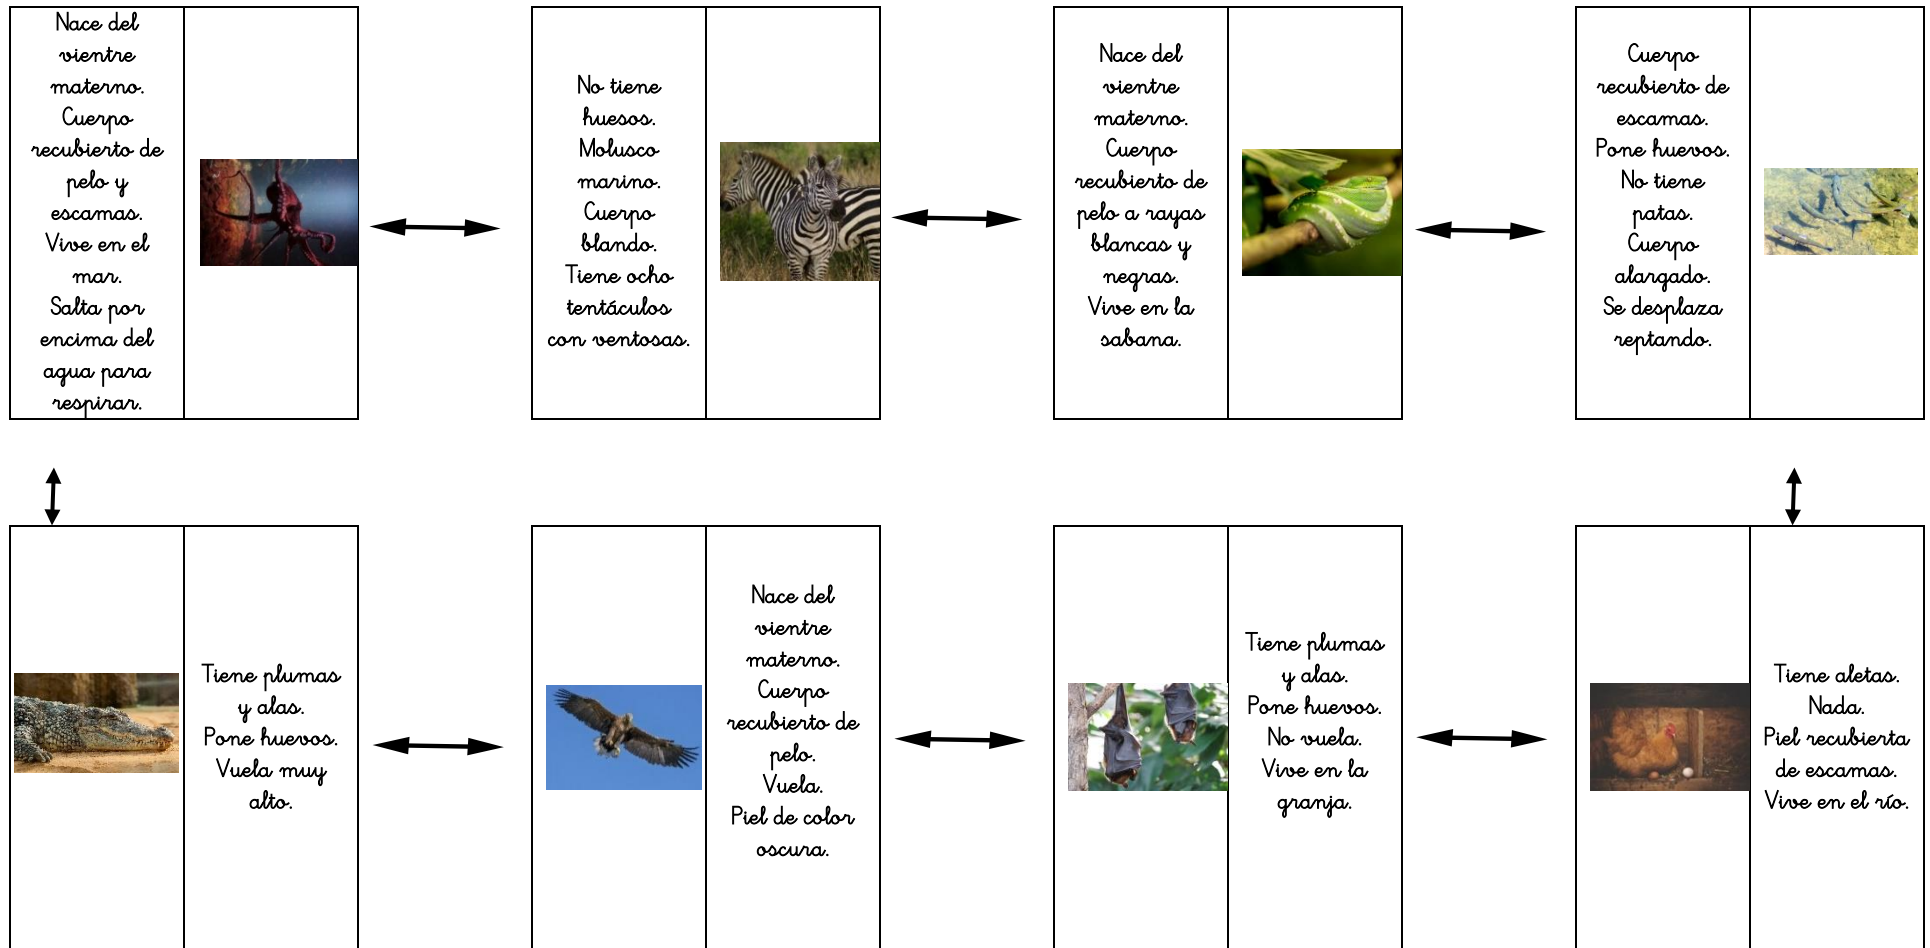 Nace del
vientre
materno.
Cuerpo
recubierto de
pelo y
escamas.
Vive en el
mar.
Salta por
encima del
agua para
respirar.
No tiene
huesos.
Molusco
marino.
Cuerpo
blando.
Tiene ocho
tentáculos
con ventosas.
Nace del
vientre
materno.
Cuerpo
recubierto de
pelo a rayas
blancas y
negras.
Vive en la
sabana.
Cuerpo
recubierto de
escamas.
Pone huevos.
No tiene
patas.
Cuerpo
alargado.
Se desplaza
reptando.
Tiene plumas
y alas.
Pone huevos.
Vuela muy
alto.
Nace del
vientre
materno.
Cuerpo
recubierto de
pelo.
Vuela.
Piel de color
oscura.
Tiene plumas
y alas.
Pone huevos.
No vuela.
Vive en la
granja.
Tiene aletas.
Nada.
Piel recubierta
de escamas.
Vive en el río.